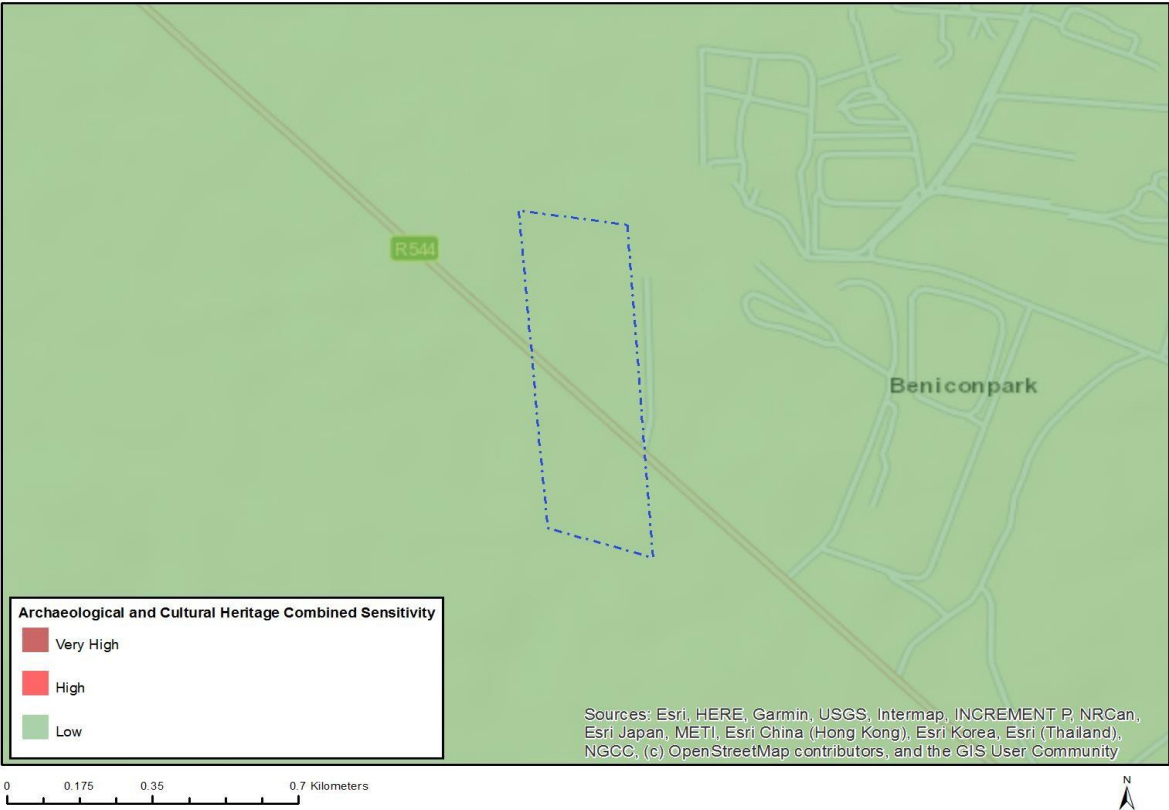 R544
Beniconpark
Archaeological and Cultural Heritage Combined Sensitivity
Very High
High
Low
Sources: Esri, HERE, Garmin, USGS, Intermap, INCREMENT P, NRCan,
Esri Japan, METI, Esri China (Hong Kong), Esri Korea, Esri (Thailand),
NGCC, (c) OpenStreetMap contributors, and the GIS User Community
0 0.175 0.35 0.7 Kilometers
N